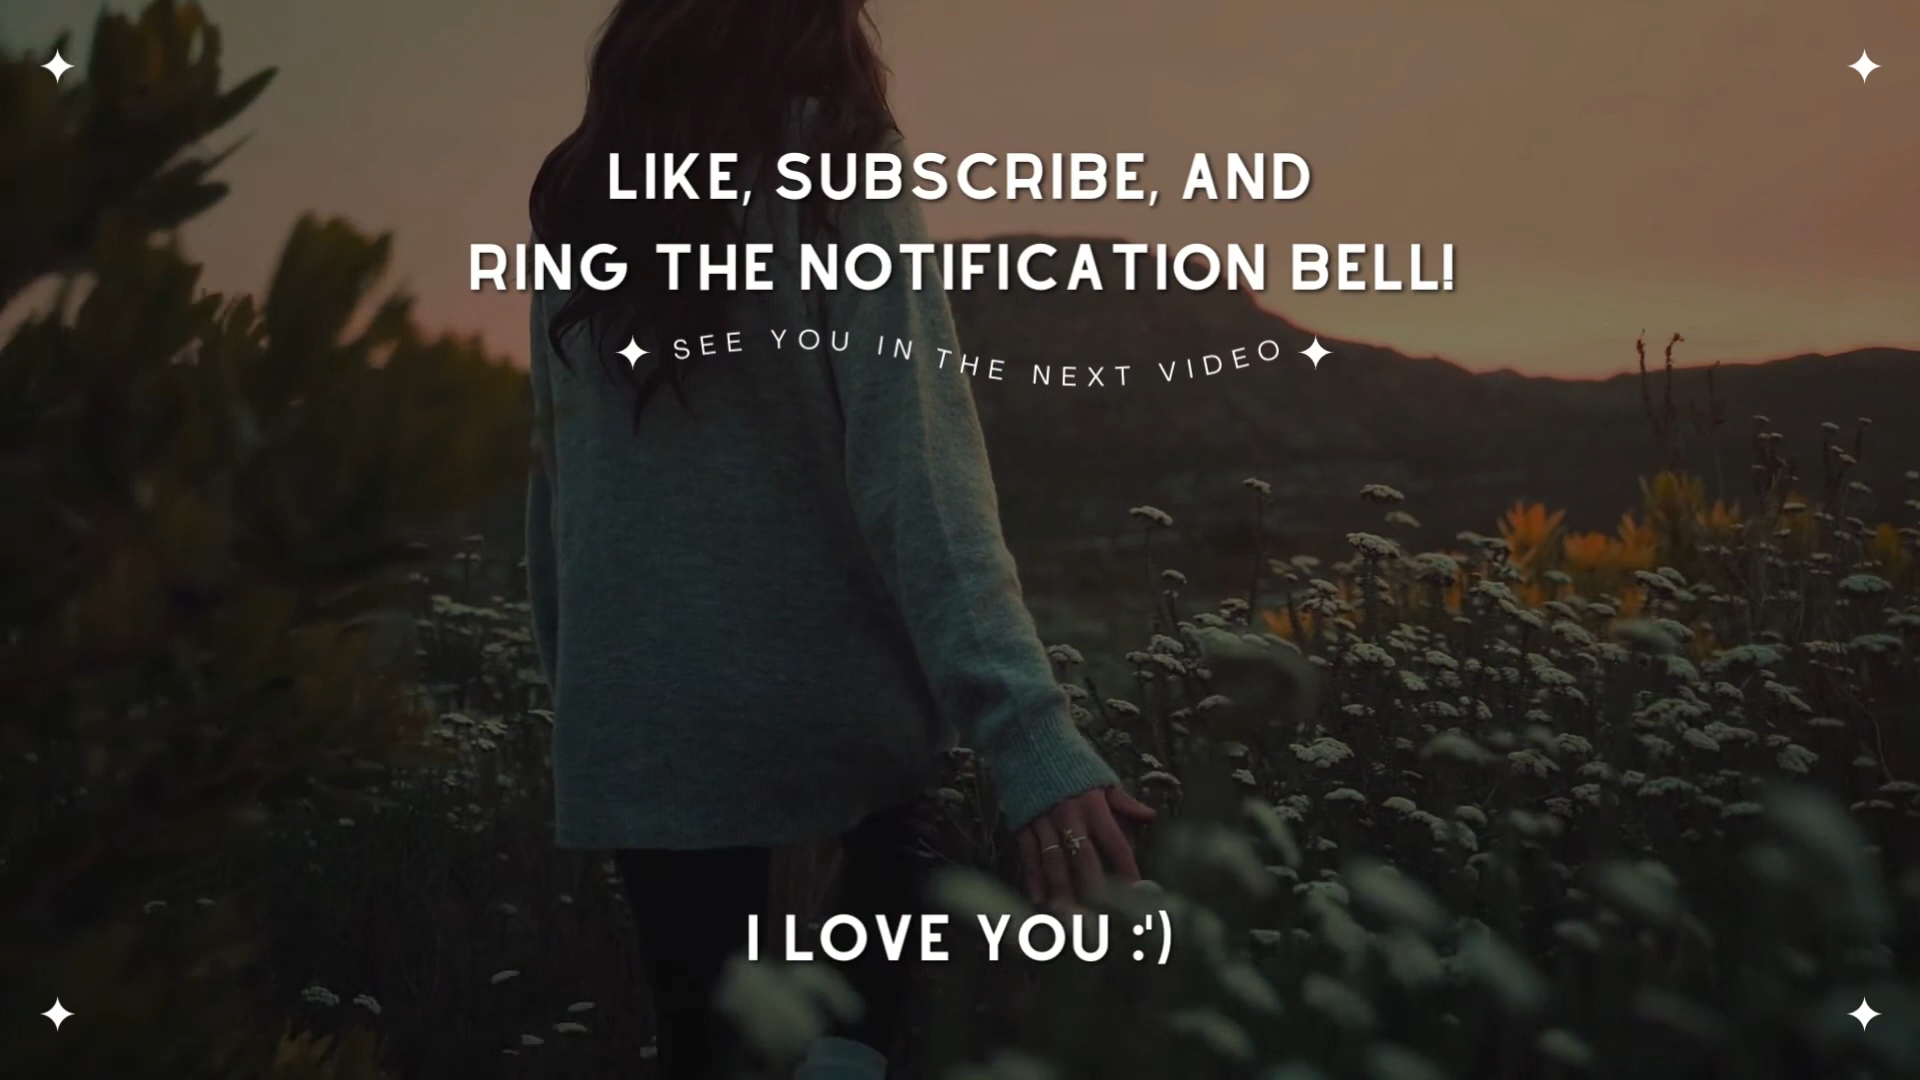 LIKE, SUBSCRIBE, AND
RING THE NOTIFICATION BELL!
SEE YOU IN THE NEXT VIDEO
I LOVE YOU :')